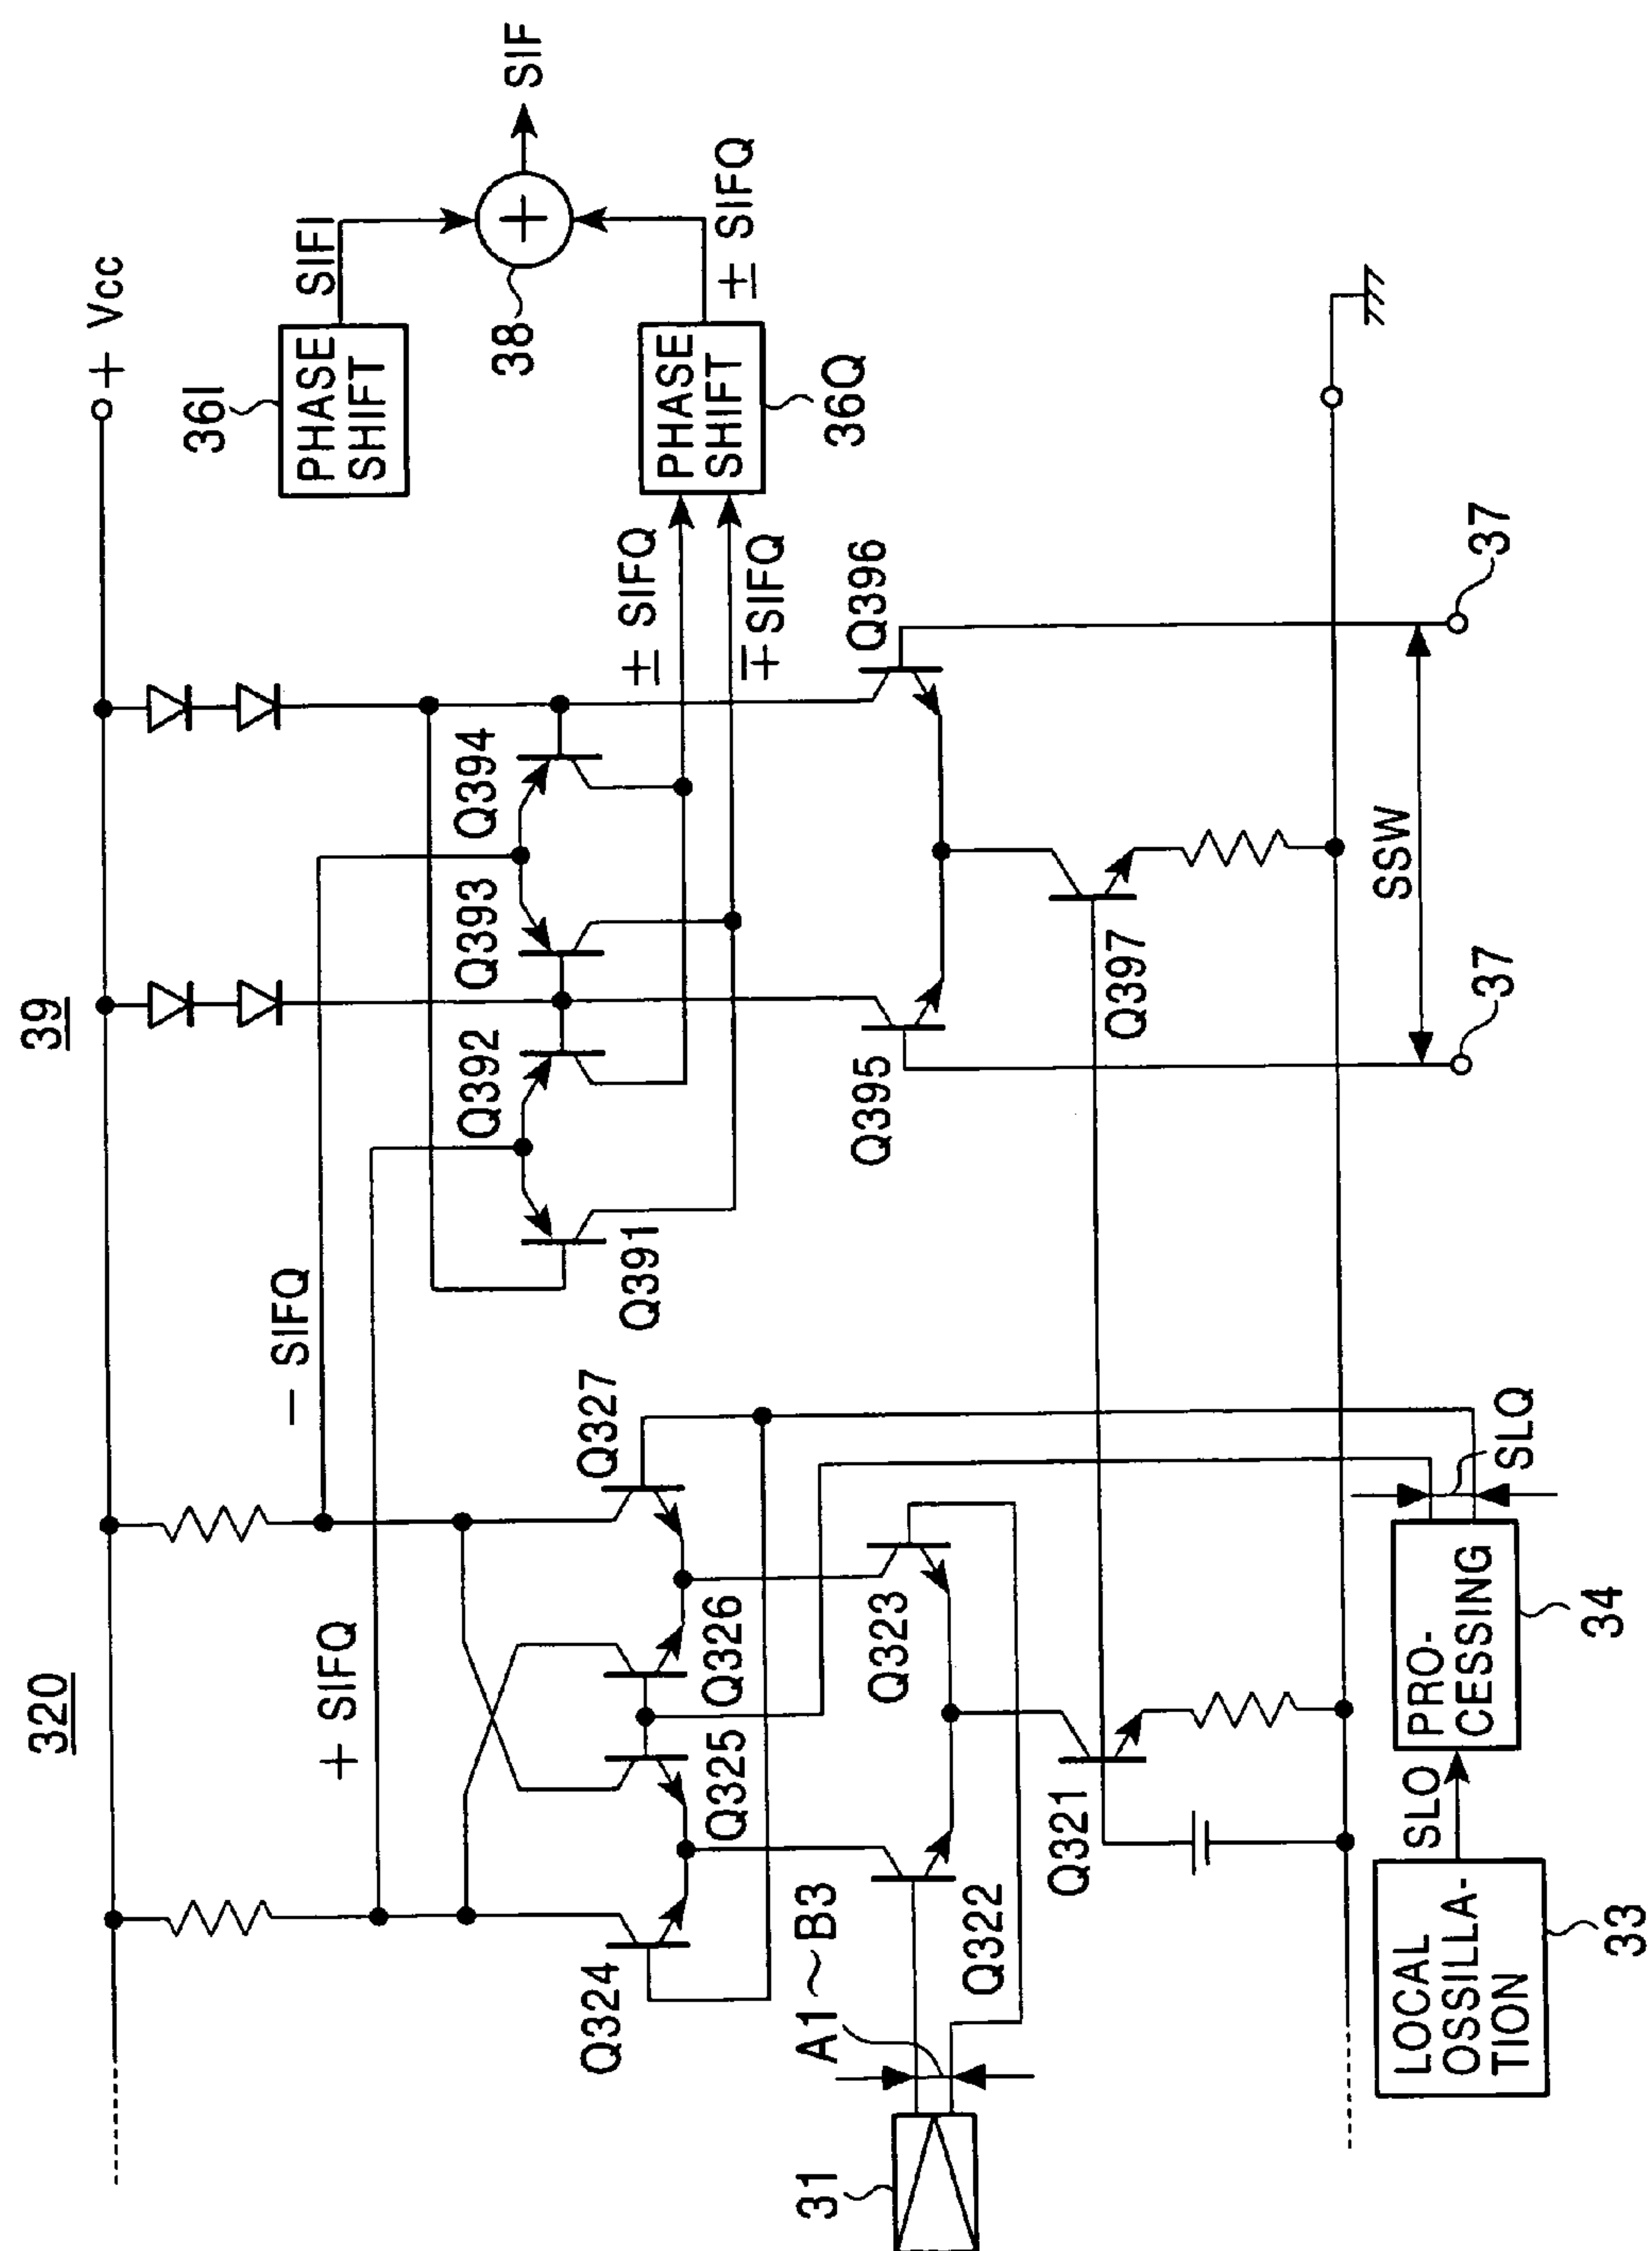 320
39
+ Vcc
+ SIFQ
− SIFQ
36I
PHASE
SHIFT
SIFI
38
SIF
Q324
Q325
Q326
Q327
Q391
Q392
Q393
Q394
± SIFQ
∓ SIFQ
PHASE
SHIFT
36Q
± SIFQ
31
A1~B3
Q322
Q323
Q395
Q396
Q321
Q397
33
LOCAL
OSSILLA-
TION
SLO
PRO-
CESSING
34
SLQ
37
SSW
37